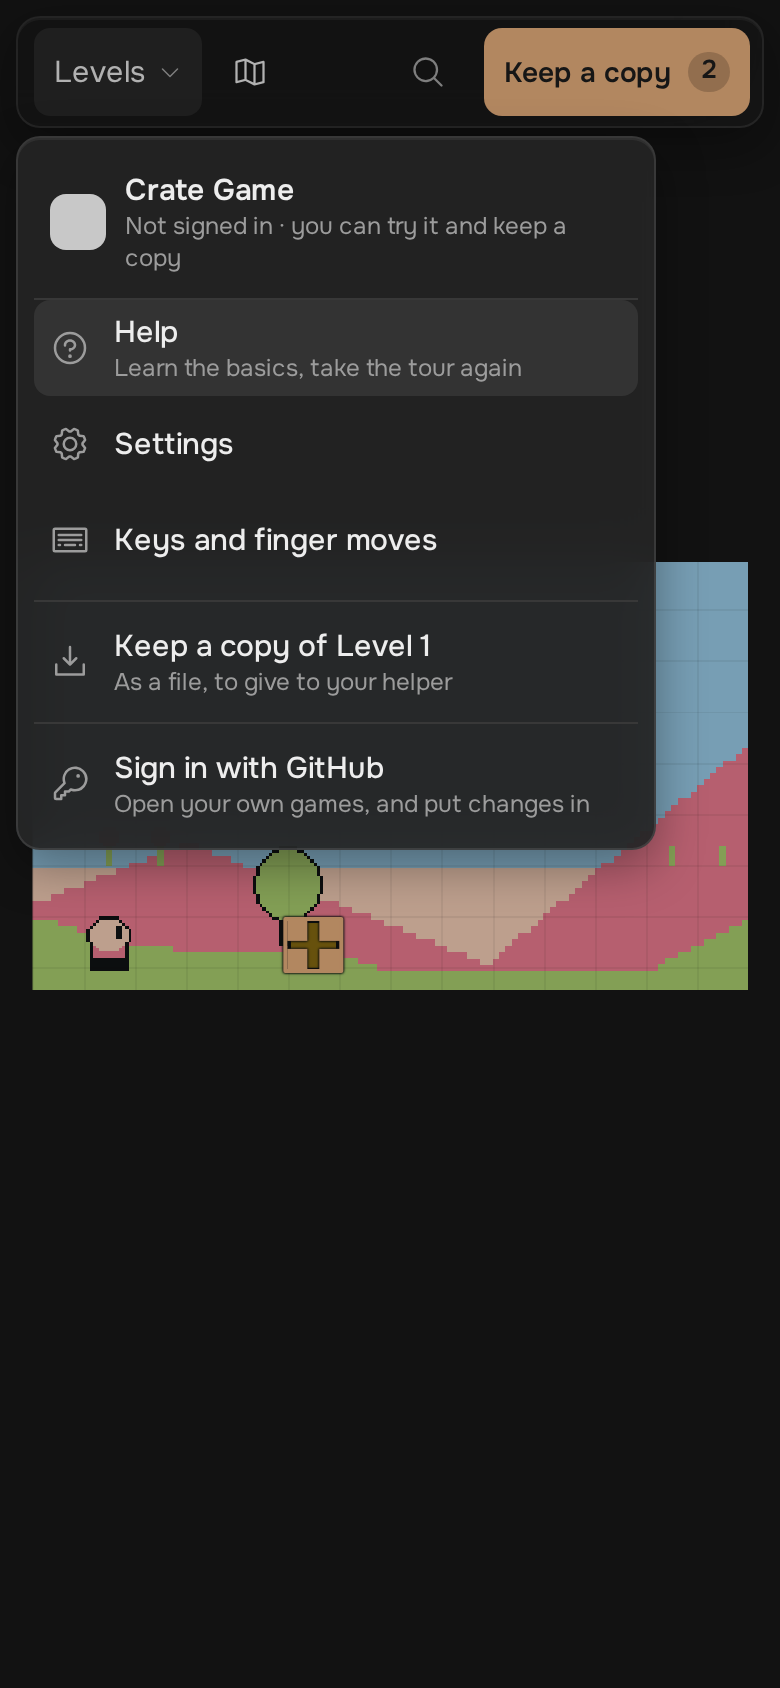 Levels
Keep a copy 2
Crate Game
Not signed in · you can try it and keep a
copy
Help
Learn the basics, take the tour again
Settings
Keys and finger moves
Keep a copy of Level 1
As a file, to give to your helper
Sign in with GitHub
Open your own games, and put changes in